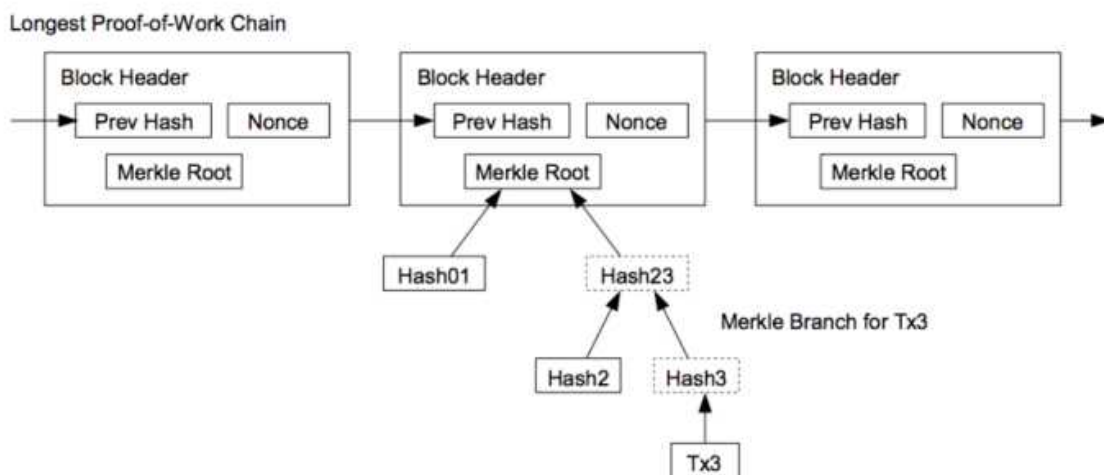 Longest Proof-of-Work Chain
Block Header Block Header Block Header
Prev Hash Nonce Prev Hash Nonce Prev Hash Nonce
Merkle Root Merkle Root Merkle Root
Hash01 Hash23
Merkle Branch for Tx3
Hash2 Hash3
Tx3